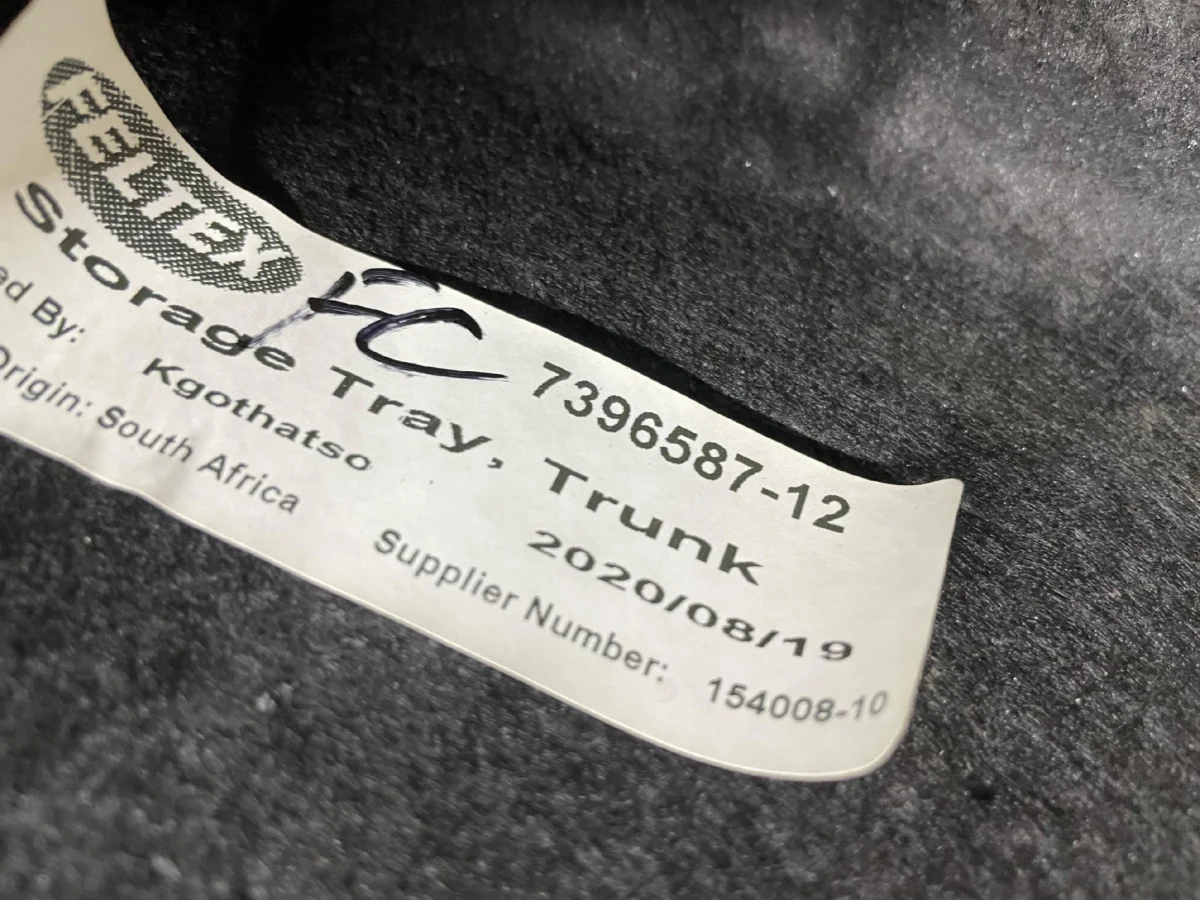 FELTEX
FC
7396587-12
Storage Tray, Trunk
ed By: Kgothatso 2020/08/19
Origin: South Africa Supplier Number: 154008-10